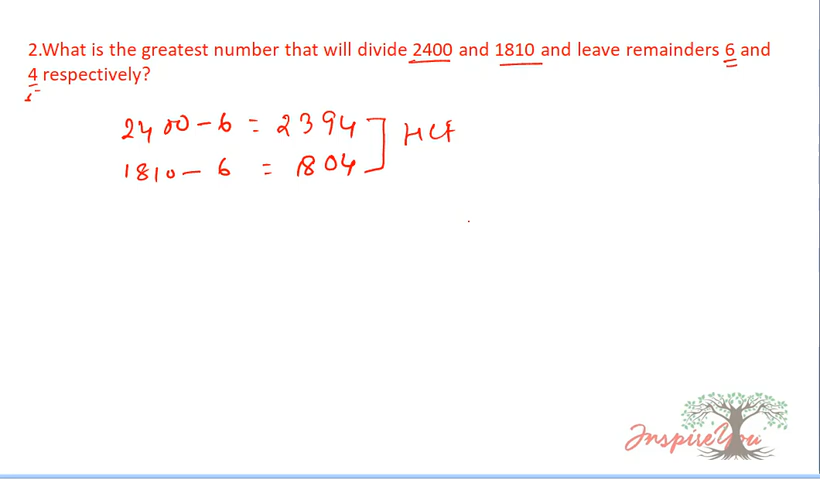 2.What is the greatest number that will divide 2400 and 1810 and leave remainders 6 and
4 respectively?
2400 - 6 = 2394 ] HCF
1810 - 6 = 1804
InspireYou